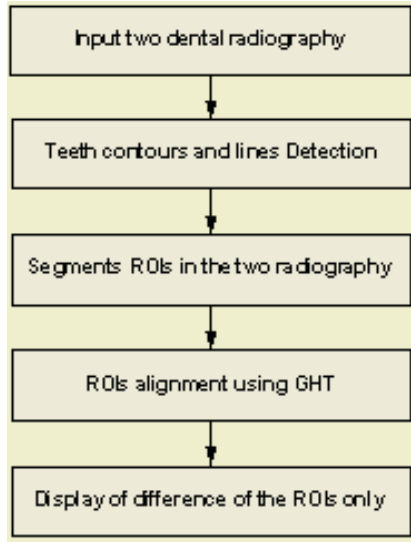 Input two dental radiography
Teeth contours and lines Detection
Segments ROIs in the two radiography
ROIs alignment using GHT
Display of difference of the ROIs only